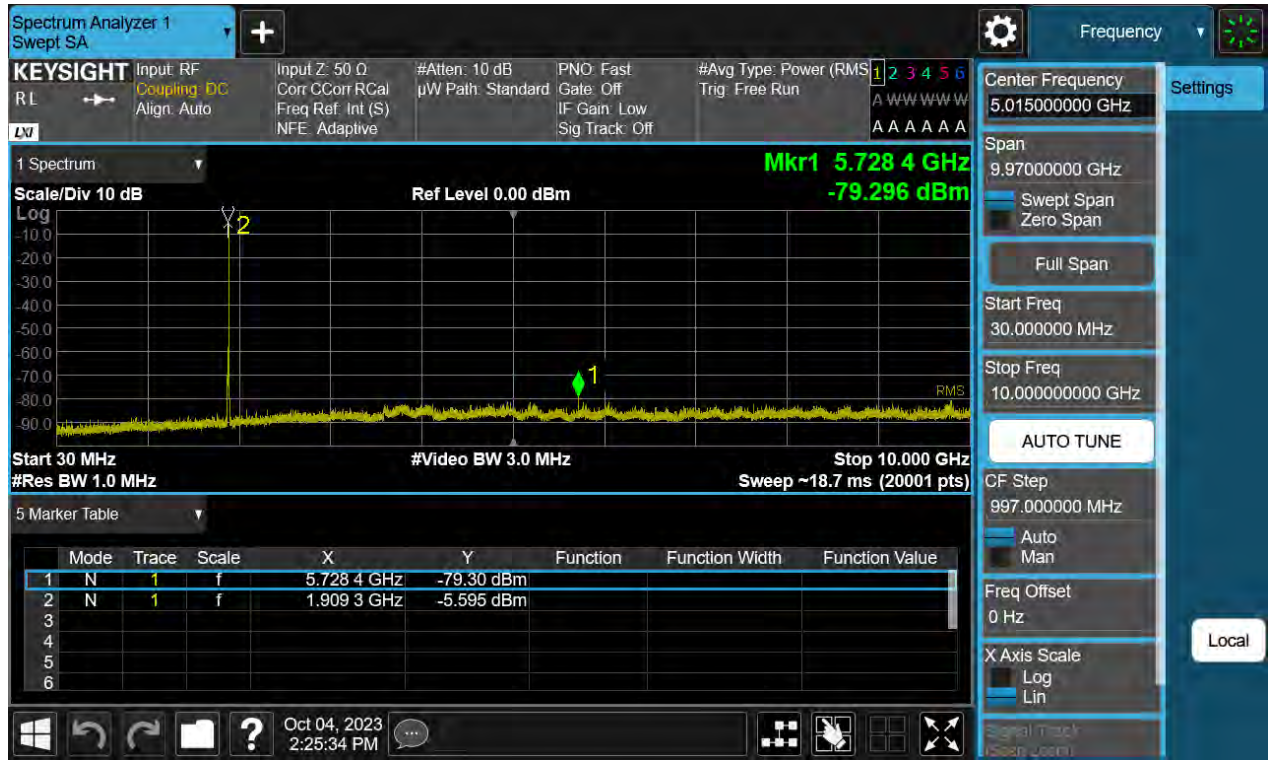 Spectrum Analyzer 1
Swept SA
Frequency
KEYSIGHT
RL
LXI
Input: RF
Coupling: DC
Align: Auto
Input Z: 50 Ω
Corr CCorr RCal
Freq Ref: Int (S)
NFE: Adaptive
#Atten: 10 dB
µW Path: Standard
PNO: Fast
Gate: Off
IF Gain: Low
Sig Track: Off
#Avg Type: Power (RMS
Trig: Free Run
1 2 3 4 5 6
A W W W W W
A A A A A A
1 Spectrum
Mkr1 5.728 4 GHz
Scale/Div 10 dB
Ref Level 0.00 dBm
-79.296 dBm
Log
2
-10.0
-20.0
-30.0
-40.0
-50.0
-60.0
-70.0
1
RMS
-80.0
-90.0
Start 30 MHz
#Video BW 3.0 MHz
Stop 10.000 GHz
#Res BW 1.0 MHz
Sweep ~18.7 ms (20001 pts)
5 Marker Table
Mode Trace Scale X Y Function Function Width Function Value
1 N 1 f 5.728 4 GHz -79.30 dBm
2 N 1 f 1.909 3 GHz -5.595 dBm
3
4
5
6
Oct 04, 2023
2:25:34 PM
Center Frequency
5.015000000 GHz
Span
9.97000000 GHz
Swept Span
Zero Span
Full Span
Start Freq
30.000000 MHz
Stop Freq
10.000000000 GHz
AUTO TUNE
CF Step
997.000000 MHz
Auto
Man
Freq Offset
0 Hz
X Axis Scale
Log
Lin
Signal Track
(Span Zoom)
Settings
Local